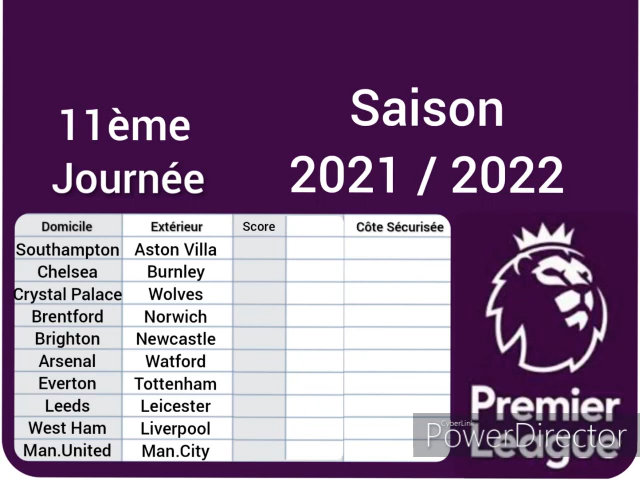 11ème
Journée
Saison
2021 / 2022
Domicile Extérieur Score Côte Sécurisée
Southampton Aston Villa
Chelsea Burnley
Crystal Palace Wolves
Brentford Norwich
Brighton Newcastle
Arsenal Watford
Everton Tottenham
Leeds Leicester
West Ham Liverpool
Man.United Man.City
Premier
League
CyberLink
PowerDirector